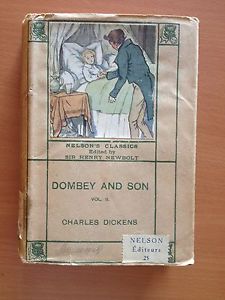 NELSON'S CLASSICS
Edited by
SIR HENRY NEWBOLT
DOMBEY AND SON
VOL. II.
CHARLES DICKENS
NELSON
Éditeurs
25